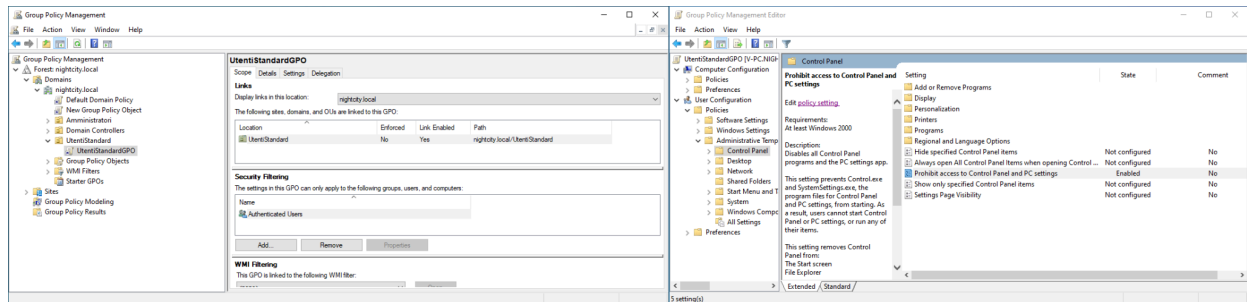 Group Policy Management
File Action View Window Help
Group Policy Management
Forest: nightcity.local
Domains
nightcity.local
Default Domain Policy
New Group Policy Object
Amministratori
Domain Controllers
UtentiStandard
UtentiStandardGPO
Group Policy Objects
WMI Filters
Starter GPOs
Sites
Group Policy Modeling
Group Policy Results
UtentiStandardGPO
Scope Details Settings Delegation
Links
Display links in this location: nightcity.local
The following sites, domains, and OUs are linked to this GPO:
Location Enforced Link Enabled Path
UtentiStandard No Yes nightcity.local/UtentiStandard
Security Filtering
The settings in this GPO can only apply to the following groups, users, and computers:
Name
Authenticated Users
Add... Remove Properties
WMI Filtering
This GPO is linked to the following WMI filter:
Group Policy Management Editor
File Action View Help
UtentiStandardGPO [V-PC.NIGH
Computer Configuration
Policies
Preferences
User Configuration
Policies
Software Settings
Windows Settings
Administrative Temp
Control Panel
Desktop
Network
Shared Folders
Start Menu and T
System
Windows Compc
All Settings
Preferences
Control Panel
Prohibit access to Control Panel and
PC settings
Edit policy setting
Requirements:
At least Windows 2000
Description:
Disables all Control Panel
programs and the PC settings app.
This setting prevents Control.exe
and SystemSettings.exe, the
program files for Control Panel
and PC settings, from starting. As
a result, users cannot start Control
Panel or PC settings, or run any of
their items.
This setting removes Control
Panel from:
The Start screen
File Explorer
Setting State Comment
Add or Remove Programs
Display
Personalization
Printers
Programs
Regional and Language Options
Hide specified Control Panel items Not configured No
Always open All Control Panel Items when opening Control ... Not configured No
Prohibit access to Control Panel and PC settings Enabled No
Show only specified Control Panel items Not configured No
Settings Page Visibility Not configured No
Extended Standard
5 setting(s)